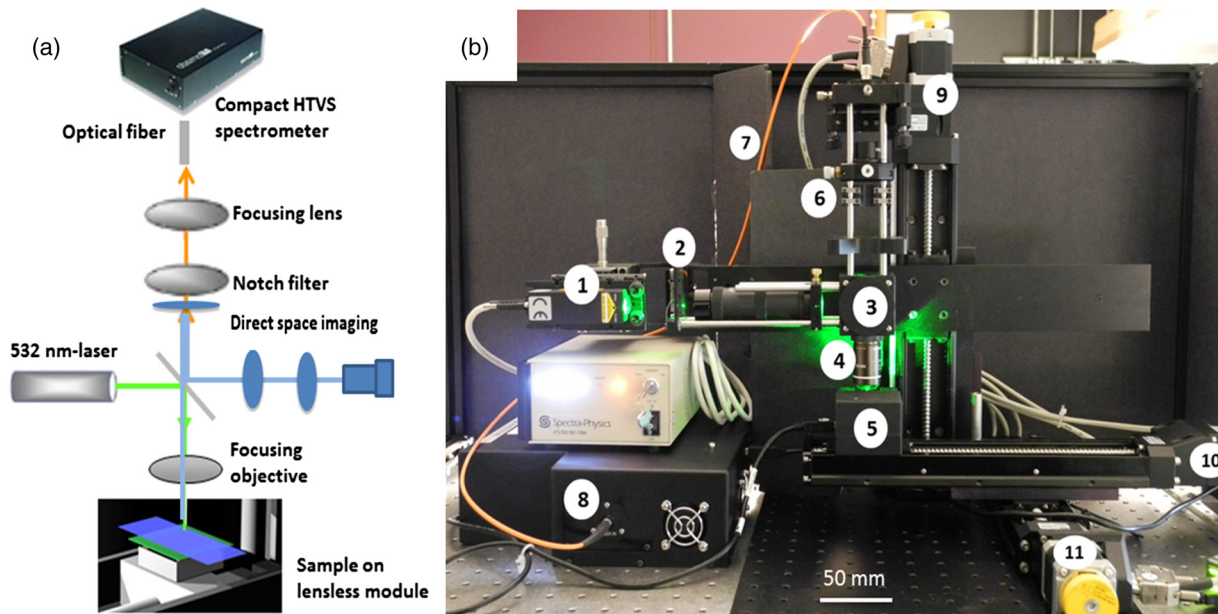 (a)
Compact HTVS
spectrometer
Optical fiber
Focusing lens
Notch filter
Direct space imaging
532 nm-laser
Focusing
objective
Sample on
lensless module
(b)
1
2
3
4
5
6
7
8
9
10
11
CE
Spectra-Physics
50 mm